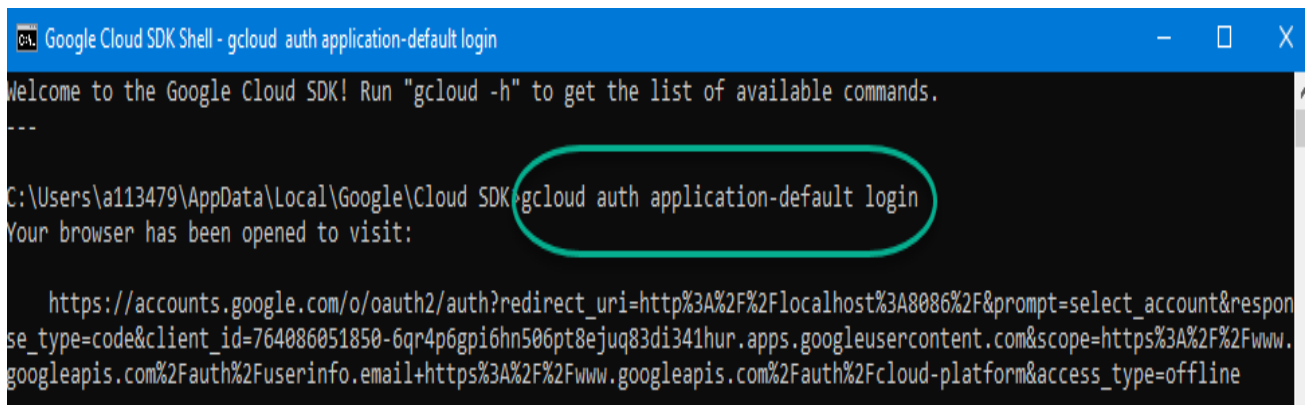 Google Cloud SDK Shell - gcloud auth application-default login
Welcome to the Google Cloud SDK! Run "gcloud -h" to get the list of available commands.
---
C:\Users\a113479\AppData\Local\Google\Cloud SDK>gcloud auth application-default login
Your browser has been opened to visit:
https://accounts.google.com/o/oauth2/auth?redirect_uri=http%3A%2F%2Flocalhost%3A8086%2F&prompt=select_account&respon
se_type=code&client_id=764086051850-6qr4p6gpi6hn506pt8ejuq83di341hur.apps.googleusercontent.com&scope=https%3A%2F%2Fwww.
googleapis.com%2Fauth%2Fuserinfo.email+https%3A%2F%2Fwww.googleapis.com%2Fauth%2Fcloud-platform&access_type=offline